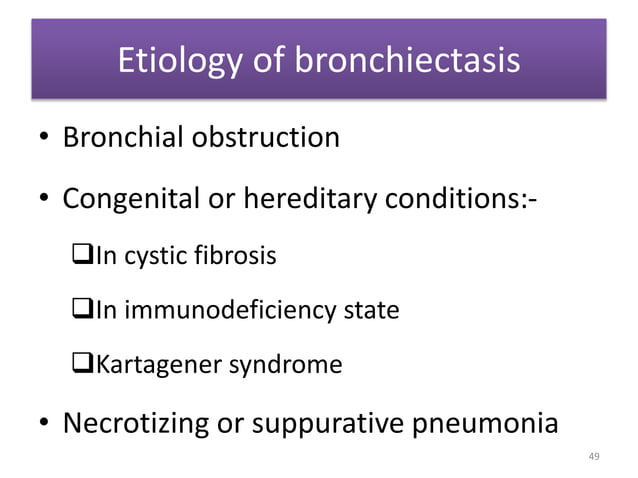 Etiology of bronchiectasis
• Bronchial obstruction
• Congenital or hereditary conditions:-
❑In cystic fibrosis
❑In immunodeficiency state
❑Kartagener syndrome
• Necrotizing or suppurative pneumonia
49